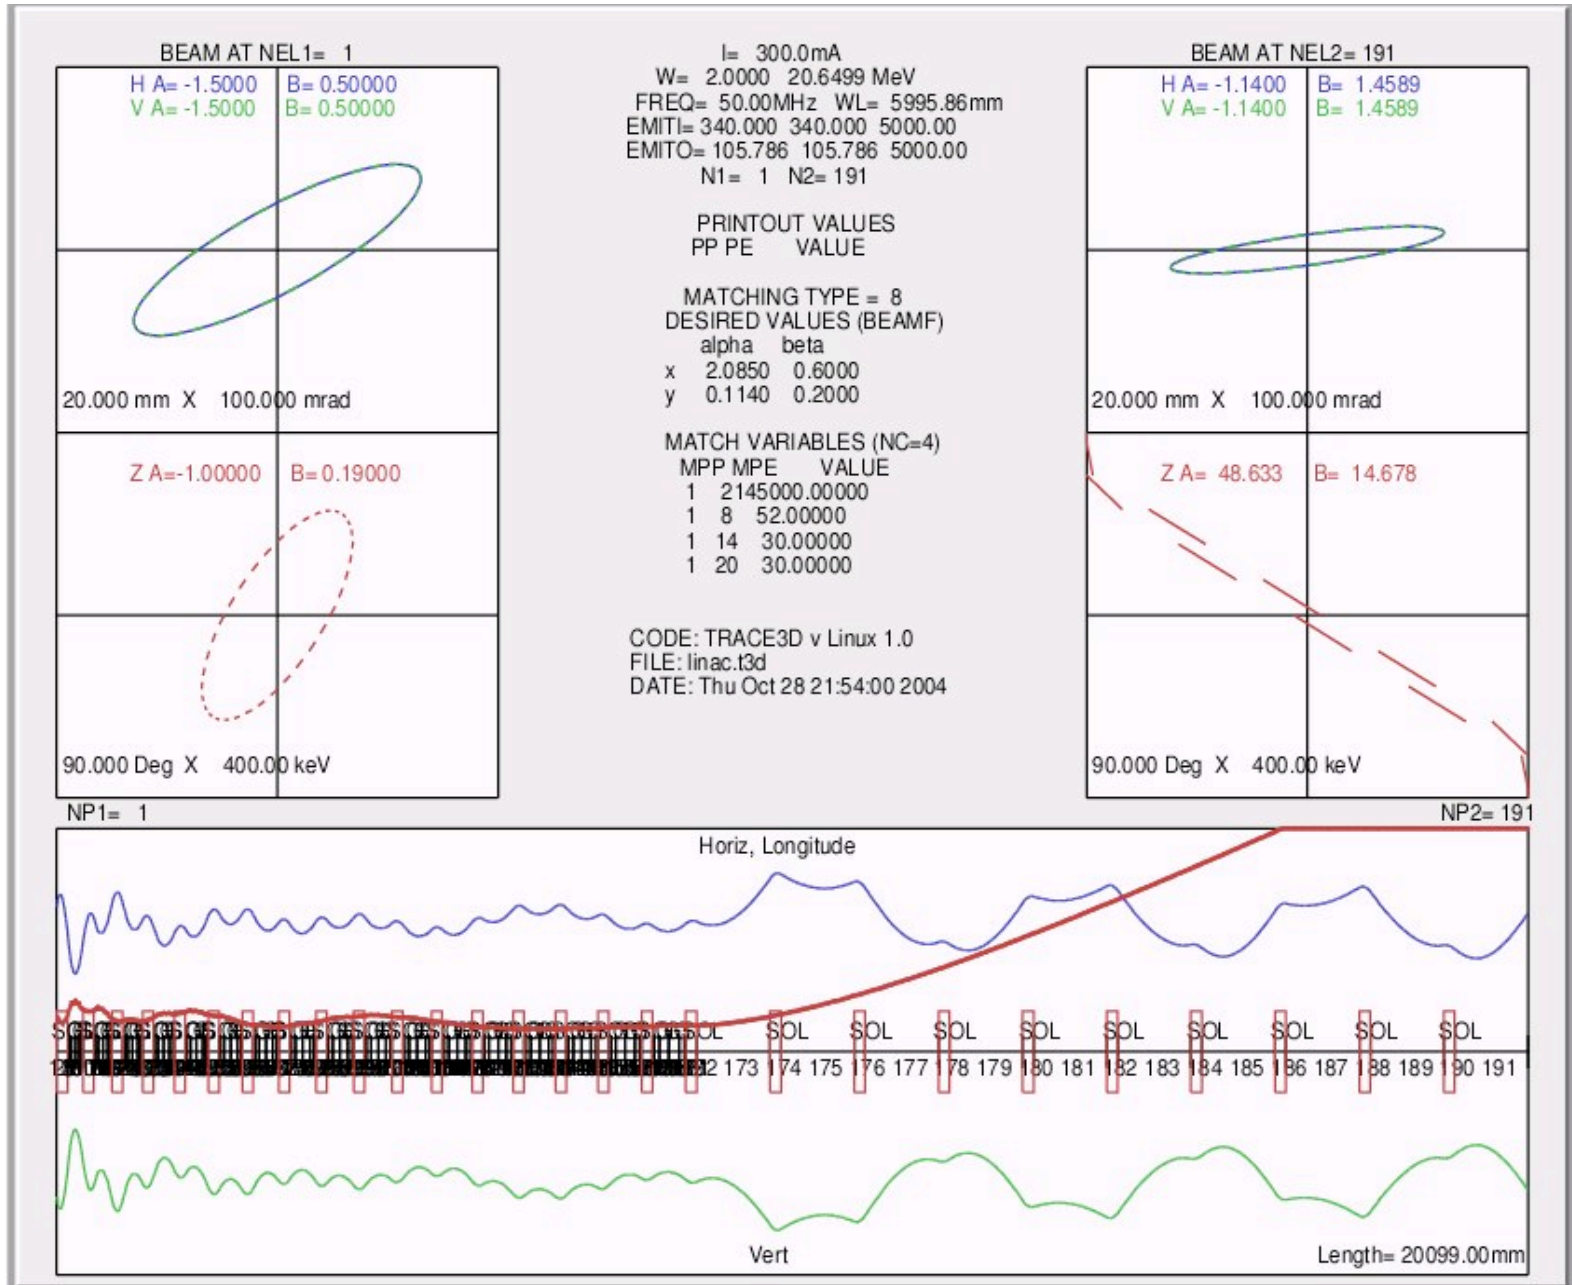 BEAM AT NEL1= 1
H A= -1.5000 B= 0.50000
V A= -1.5000 B= 0.50000
20.000 mm X 100.000 mrad
Z A=-1.00000 B= 0.19000
90.000 Deg X 400.00 keV
NP1= 1
I= 300.0mA
W= 2.0000 20.6499 MeV
FREQ= 50.00MHz WL= 5995.86mm
EMITI= 340.000 340.000 5000.00
EMITO= 105.786 105.786 5000.00
N1= 1 N2= 191
PRINTOUT VALUES
PP PE VALUE
MATCHING TYPE = 8
DESIRED VALUES (BEAMF)
alpha beta
x 2.0850 0.6000
y 0.1140 0.2000
MATCH VARIABLES (NC=4)
MPP MPE VALUE
1 2145000.00000
1 8 52.00000
1 14 30.00000
1 20 30.00000
CODE: TRACE3D v Linux 1.0
FILE: linac.t3d
DATE: Thu Oct 28 21:54:00 2004
BEAM AT NEL2= 191
H A= -1.1400 B= 1.4589
V A= -1.1400 B= 1.4589
20.000 mm X 100.000 mrad
Z A= 48.633 B= 14.678
90.000 Deg X 400.00 keV
NP2= 191
Horiz, Longitude
SOL SOL SOL SOL SOL SOL SOL SOL SOL SOL
173 174 175 176 177 178 179 180 181 182 183 184 185 186 187 188 189 190 191
Vert
Length= 20099.00mm